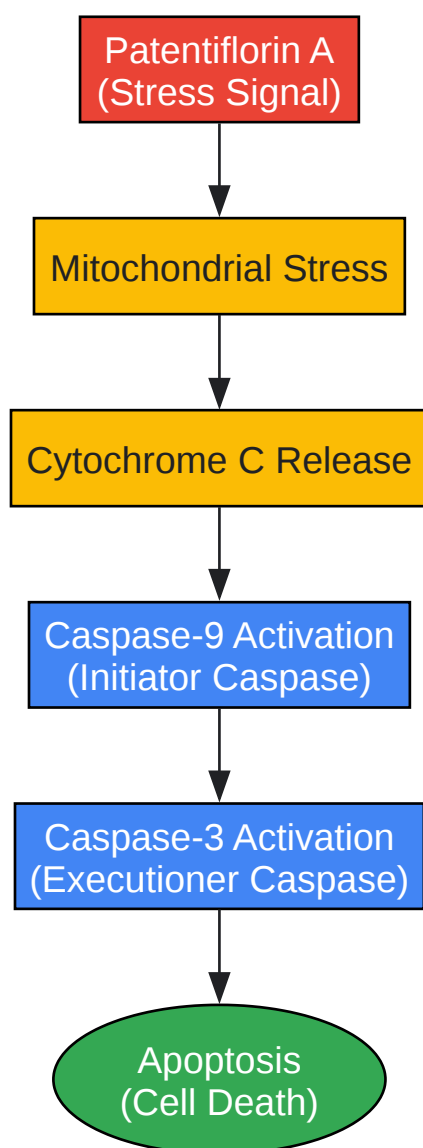 Patentiflorin A
(Stress Signal)
Mitochondrial Stress
Cytochrome C Release
Caspase-9 Activation
(Initiator Caspase)
Caspase-3 Activation
(Executioner Caspase)
Apoptosis
(Cell Death)